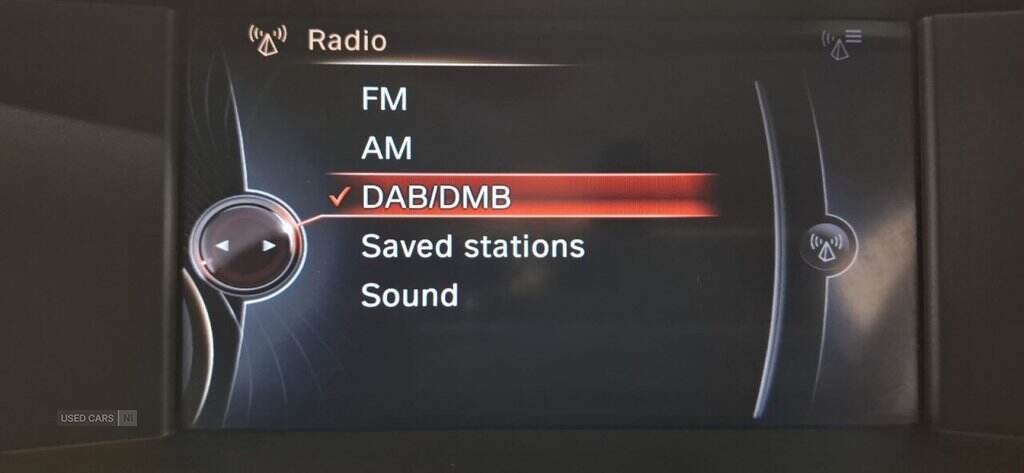 Radio
FM
AM
DAB/DMB
Saved stations
Sound
USED CARS NI